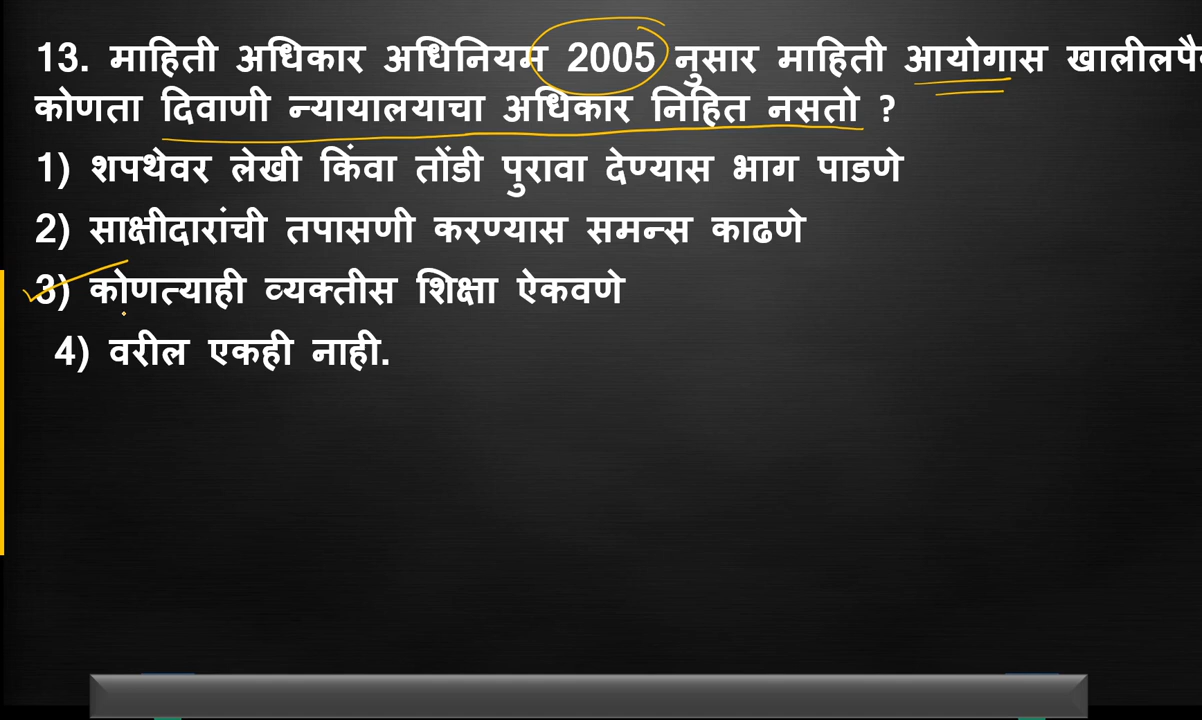 13. माहिती अधिकार अधिनियम 2005 नुसार माहिती आयोगास
कोणता दिवाणी न्यायालयाचा अधिकार निहित नसतो ?
1) शपथेवर लेखी किंवा तोंडी पुरावा देण्यास भाग पाडणे
2) साक्षीदारांची तपासणी करण्यास समन्स काढणे
3) कोणत्याही व्यक्तीस शिक्षा ऐकवणे
4) वरील एकही नाही.